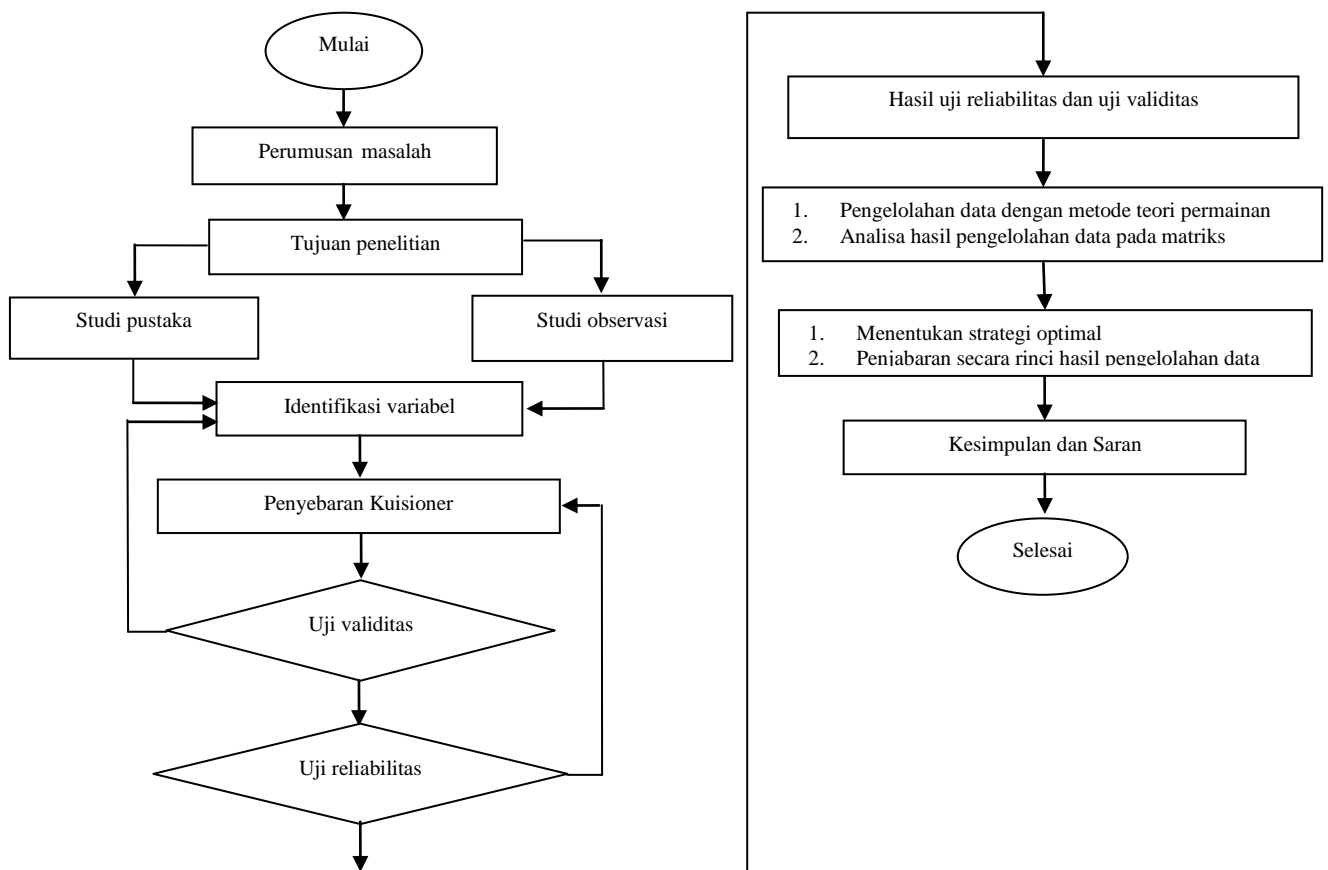 Mulai
Perumusan masalah
Tujuan penelitian
Studi pustaka
Studi observasi
Identifikasi variabel
Penyebaran Kuisioner
Uji validitas
Uji reliabilitas
Hasil uji reliabilitas dan uji validitas
1. Pengelolahan data dengan metode teori permainan
2. Analisa hasil pengelolahan data pada matriks
1. Menentukan strategi optimal
2. Penjabaran secara rinci hasil pengelolahan data
Kesimpulan dan Saran
Selesai